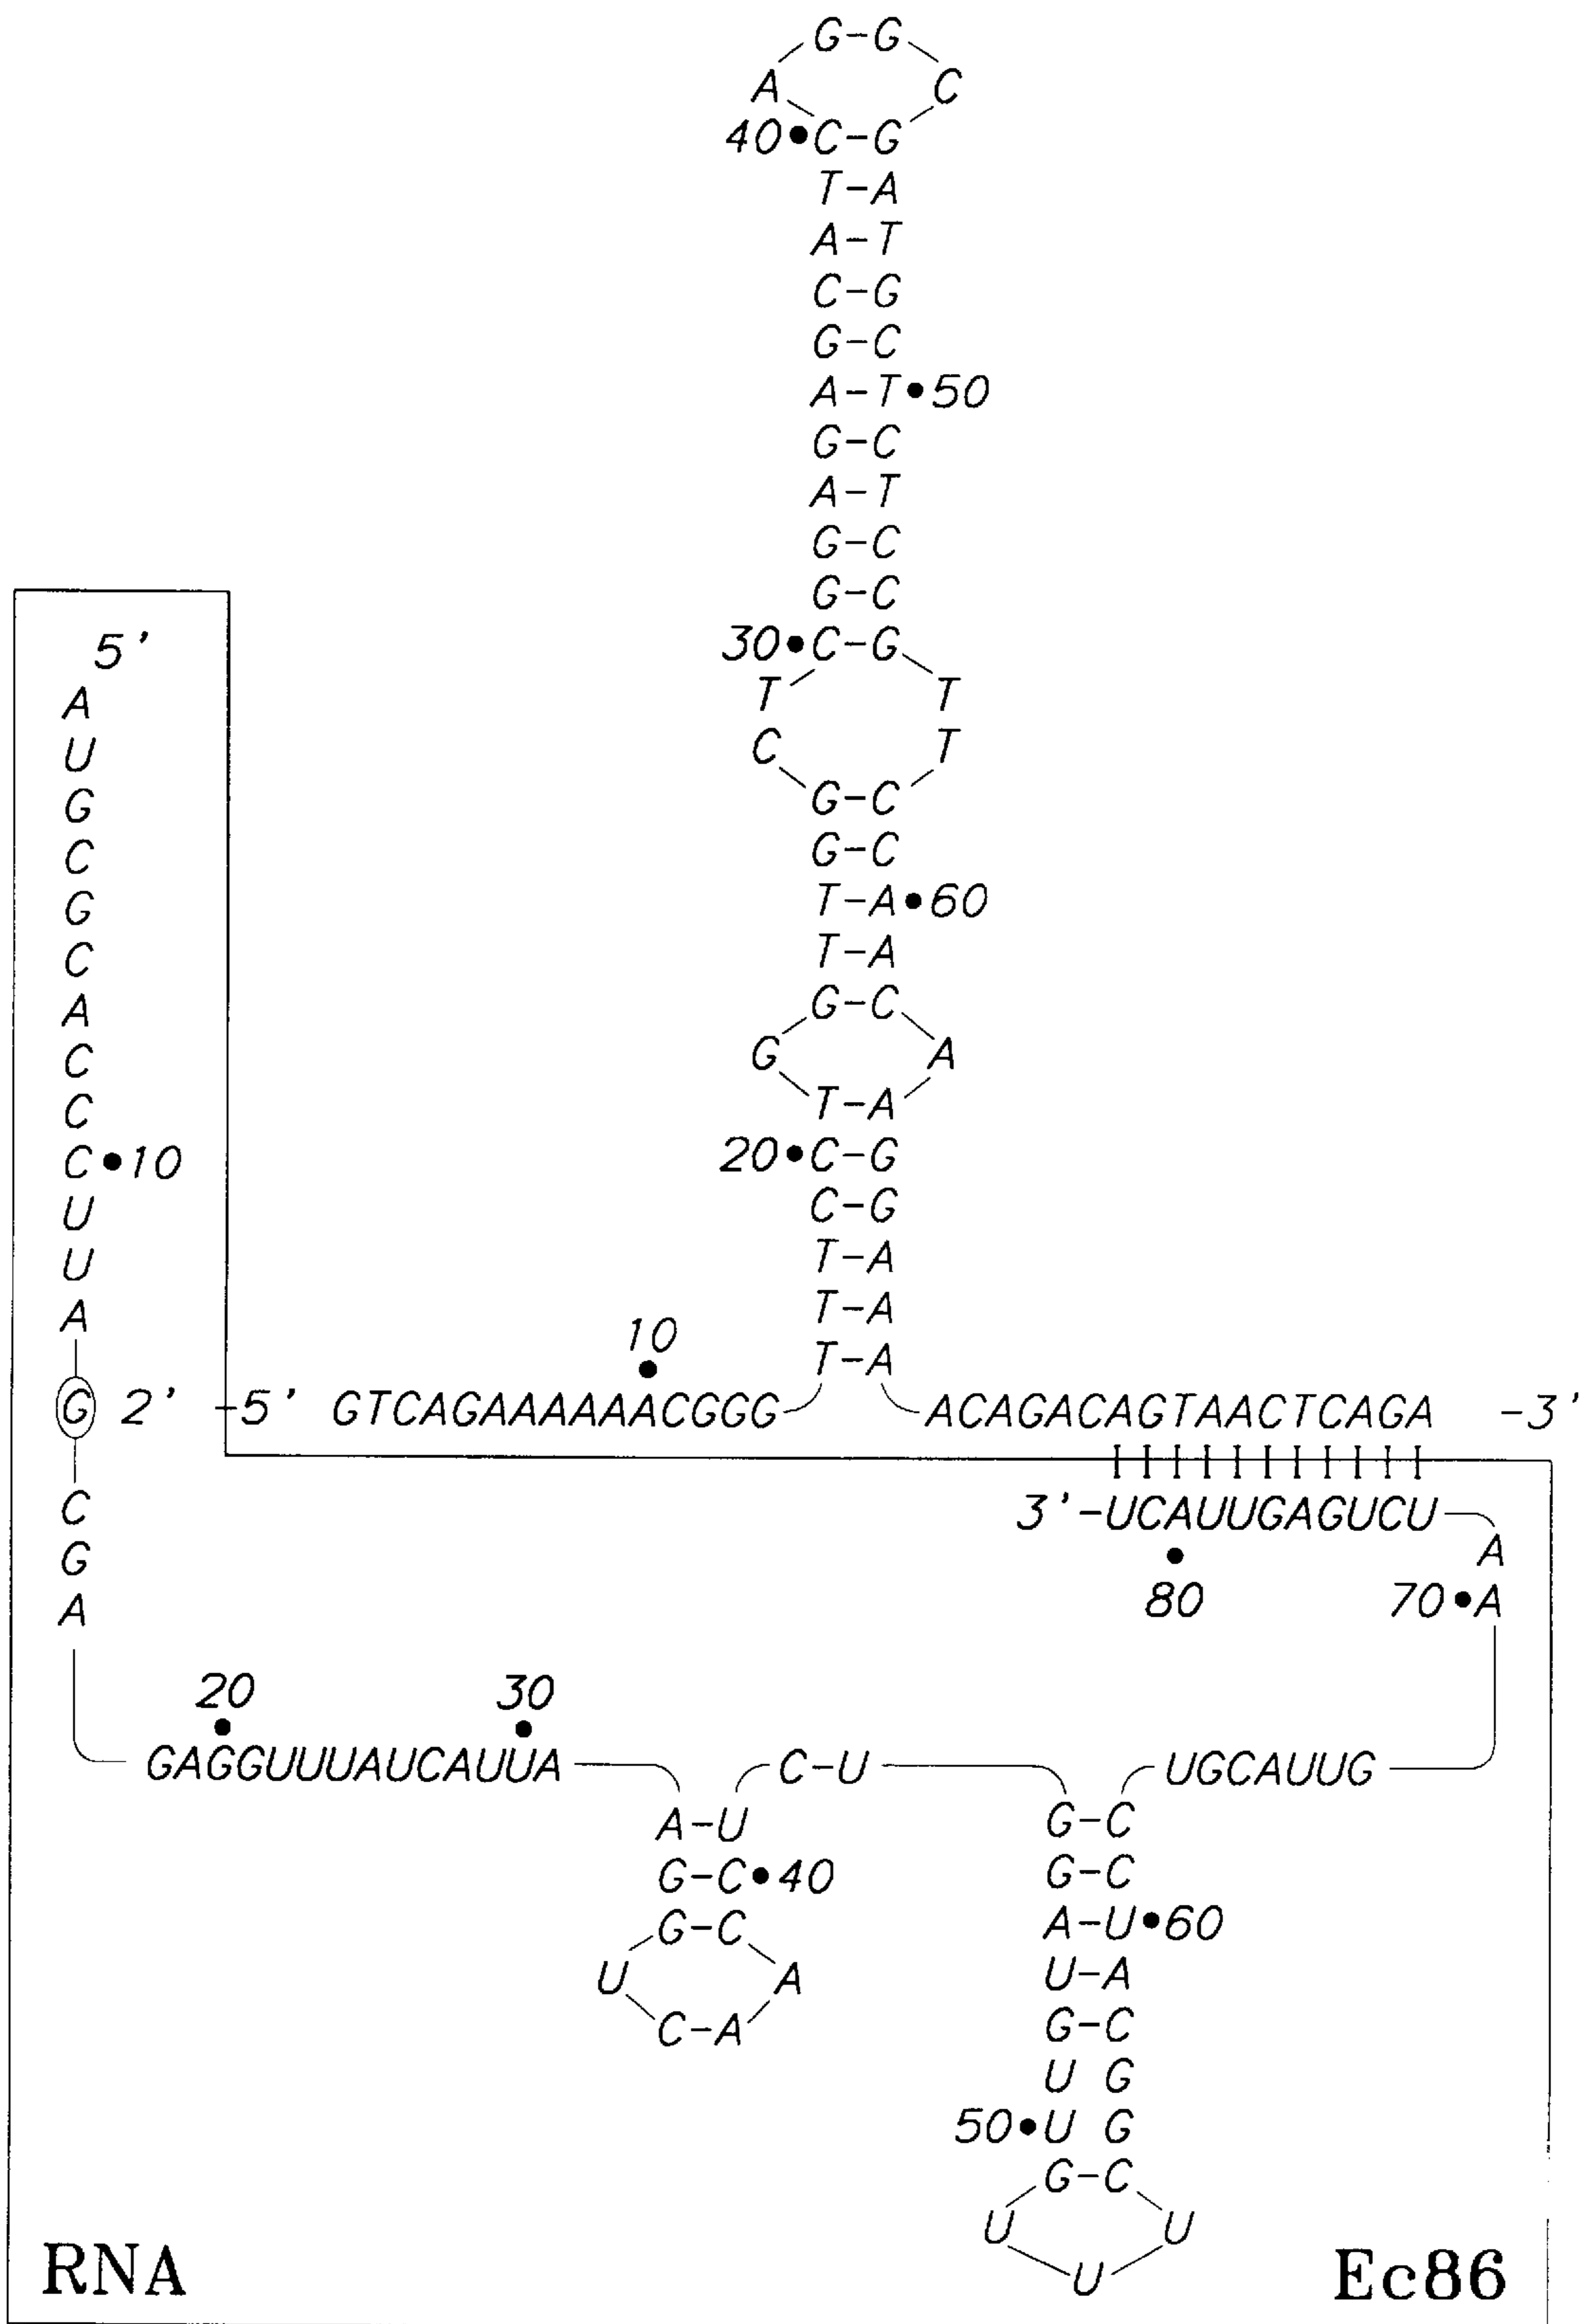 G-G
A C
40•C-G
T-A
A-T
C-G
G-C
A-T•50
G-C
A-T
G-C
G-C
30•C-G
T T
C T
G-C
G-C
T-A•60
T-A
G-C
G A
T-A
20•C-G
C-G
T-A
T-A
T-A
5'
A
U
G
C
G
C
A
C
C
C•10
U
U
A
G 2'
10
5' GTCAGAAAAAACGGG ACAGACAGTAACTCAGA -3'
C
G
A
3'-UCAUUGAGUCU
A
80 70•A
20 30
GAGGUUUAUCAUUA C-U UGCAUUG
A-U
G-C•40
G-C
U A
C-A
G-C
G-C
A-U•60
U-A
G-C
U G
50•U G
G-C
U U
U
RNA Ec86